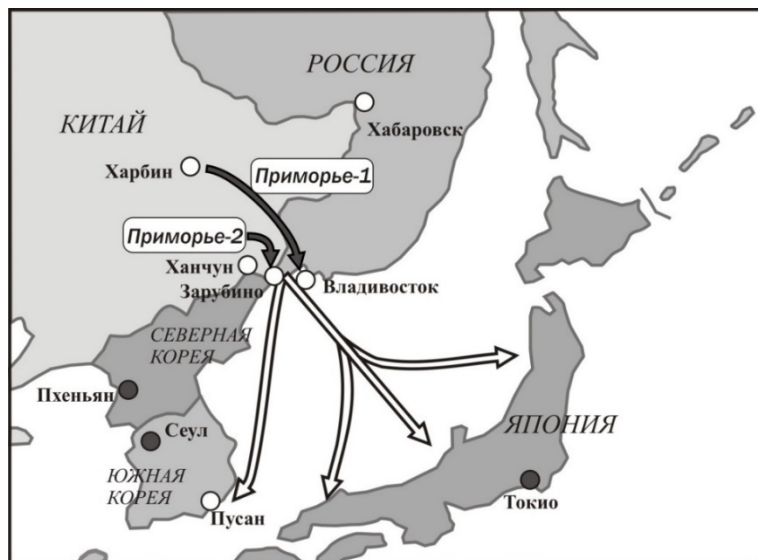 РОССИЯ
КИТАЙ
Хабаровск
Харбин
Приморье-1
Приморье-2
Ханчун
Зарубино
Владивосток
СЕВЕРНАЯ
КОРЕЯ
Пхеньян
Сеул
ЯПОНИЯ
ЮЖНАЯ
КОРЕЯ
Пусан
Токио